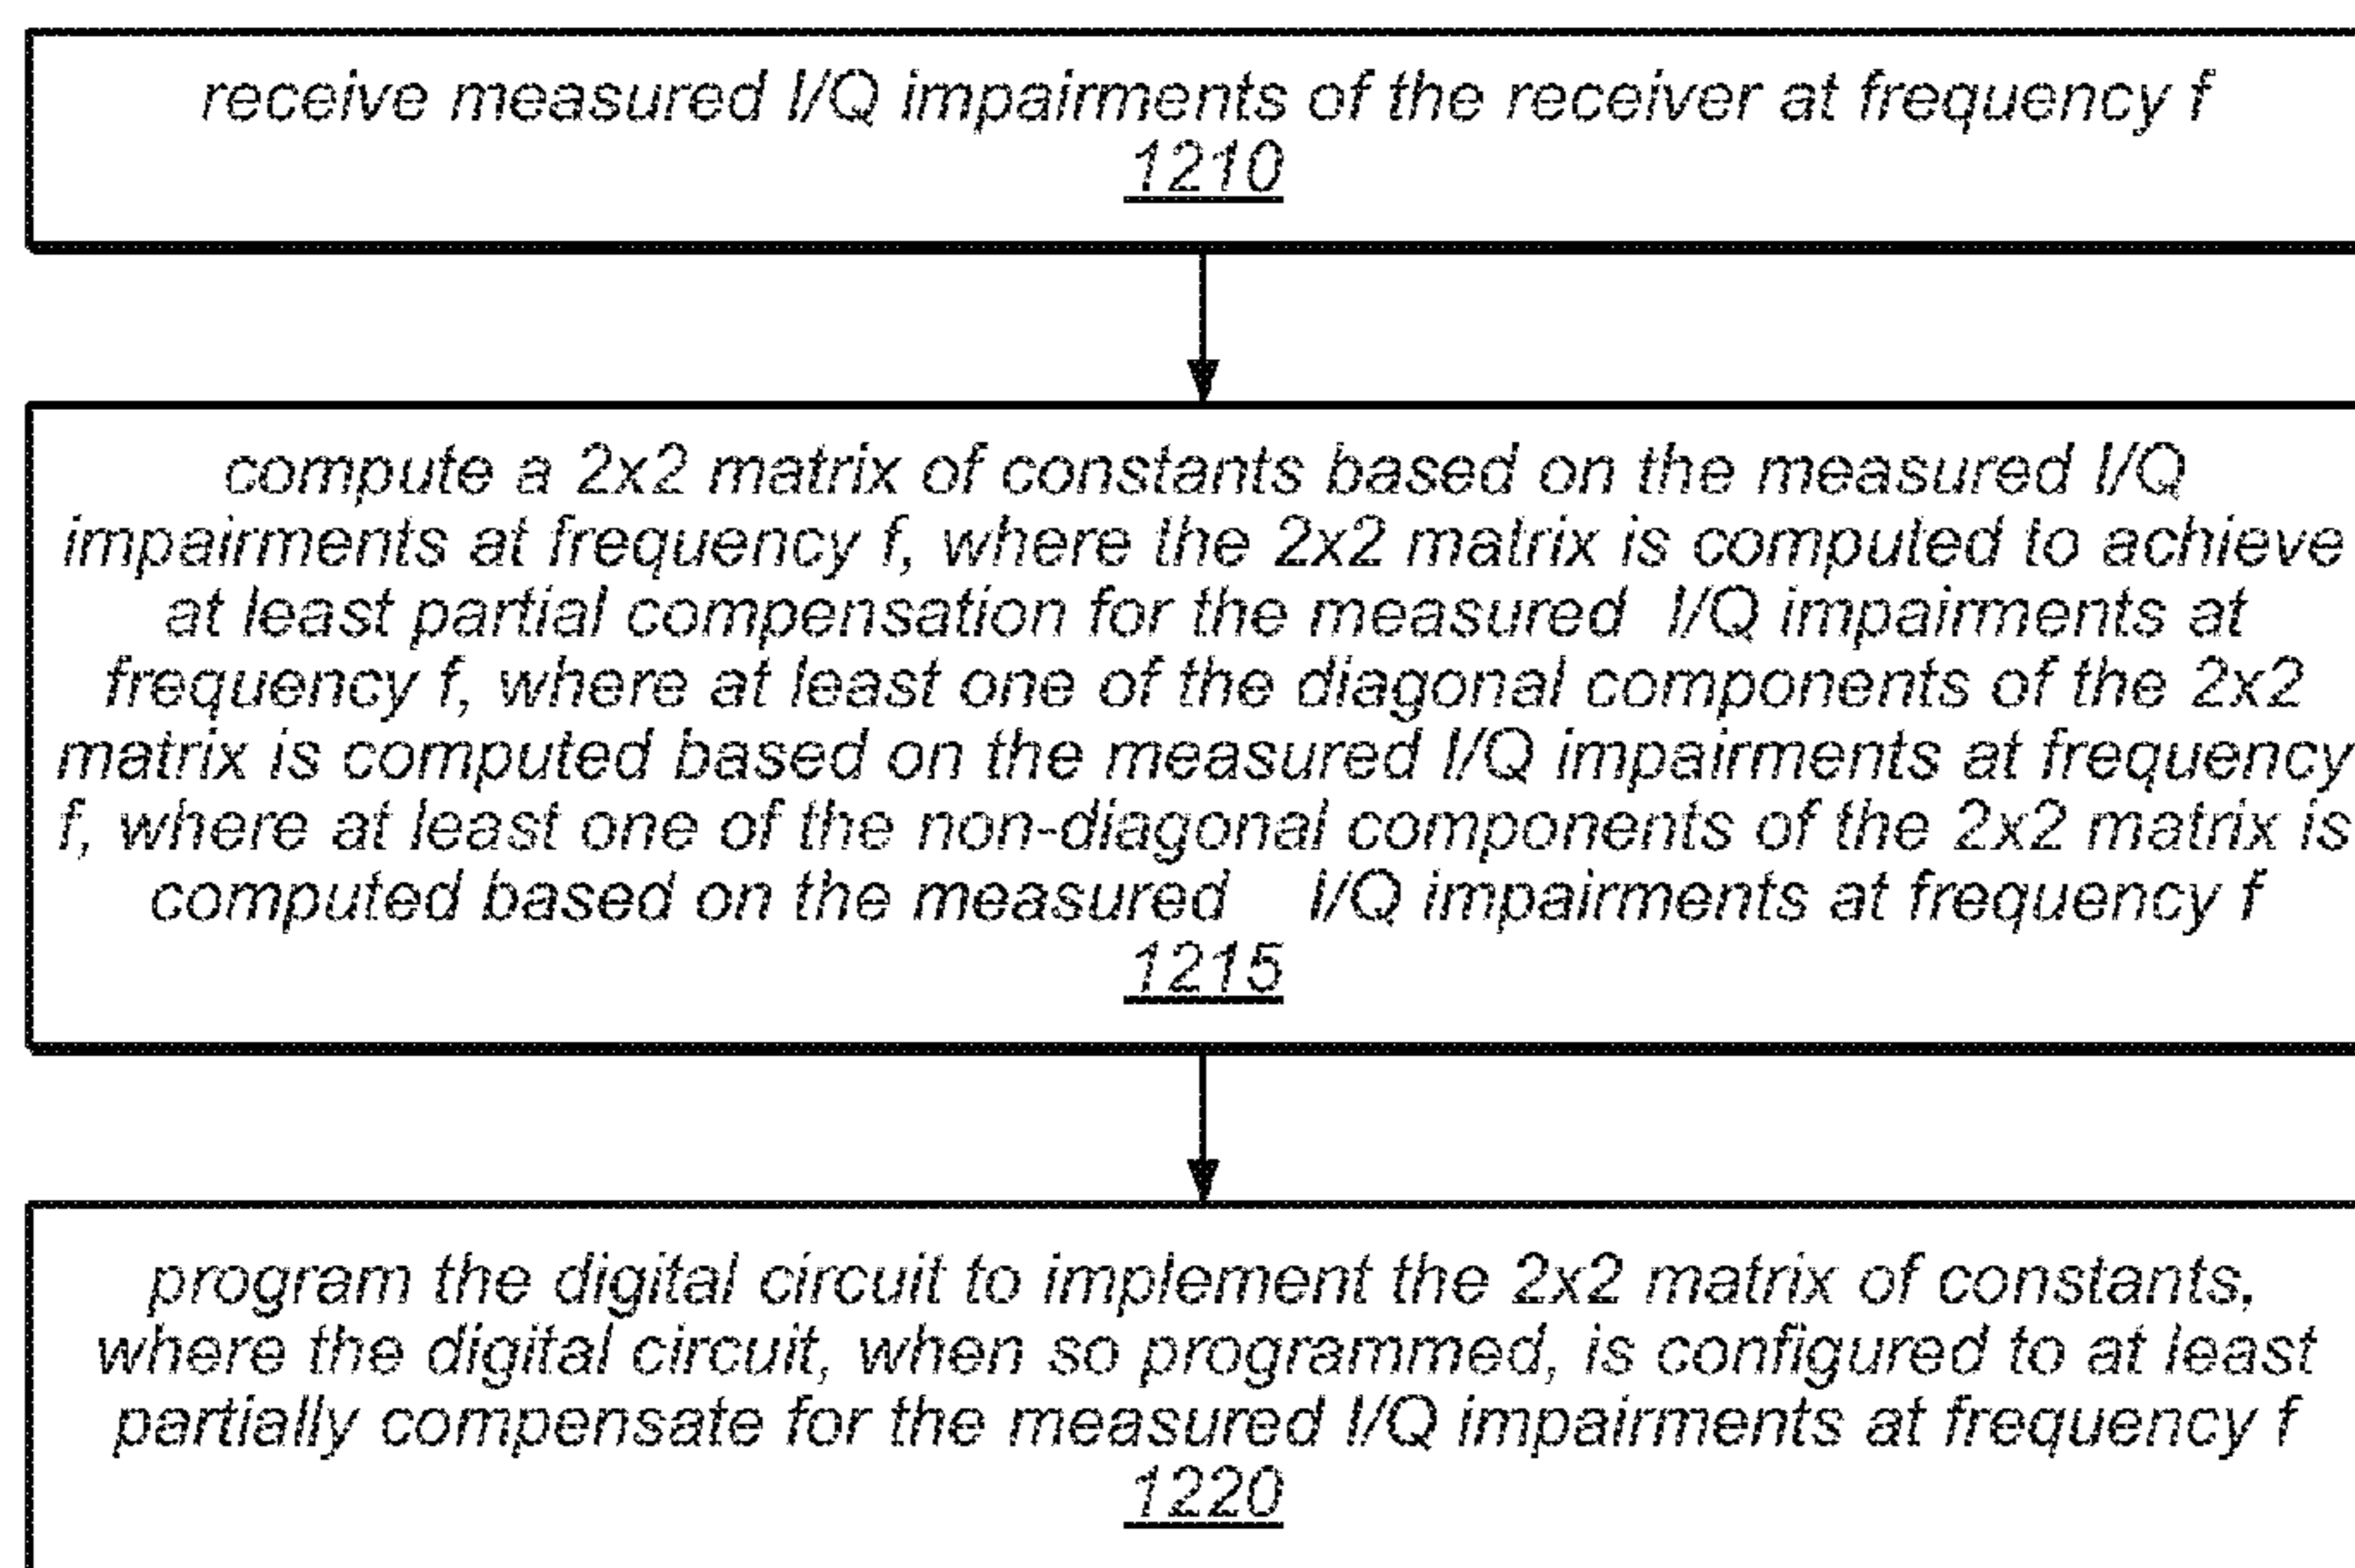 receive measured I/Q impairments of the receiver at frequency f
1210
compute a 2x2 matrix of constants based on the measured I/Q
impairments at frequency f, where the 2x2 matrix is computed to achieve
at least partial compensation for the measured I/Q impairments at
frequency f, where at least one of the diagonal components of the 2x2
matrix is computed based on the measured I/Q impairments at frequency
f, where at least one of the non-diagonal components of the 2x2 matrix is
computed based on the measured I/Q impairments at frequency f
1215
program the digital circuit to implement the 2x2 matrix of constants,
where the digital circuit, when so programmed, is configured to at least
partially compensate for the measured I/Q impairments at frequency f
1220